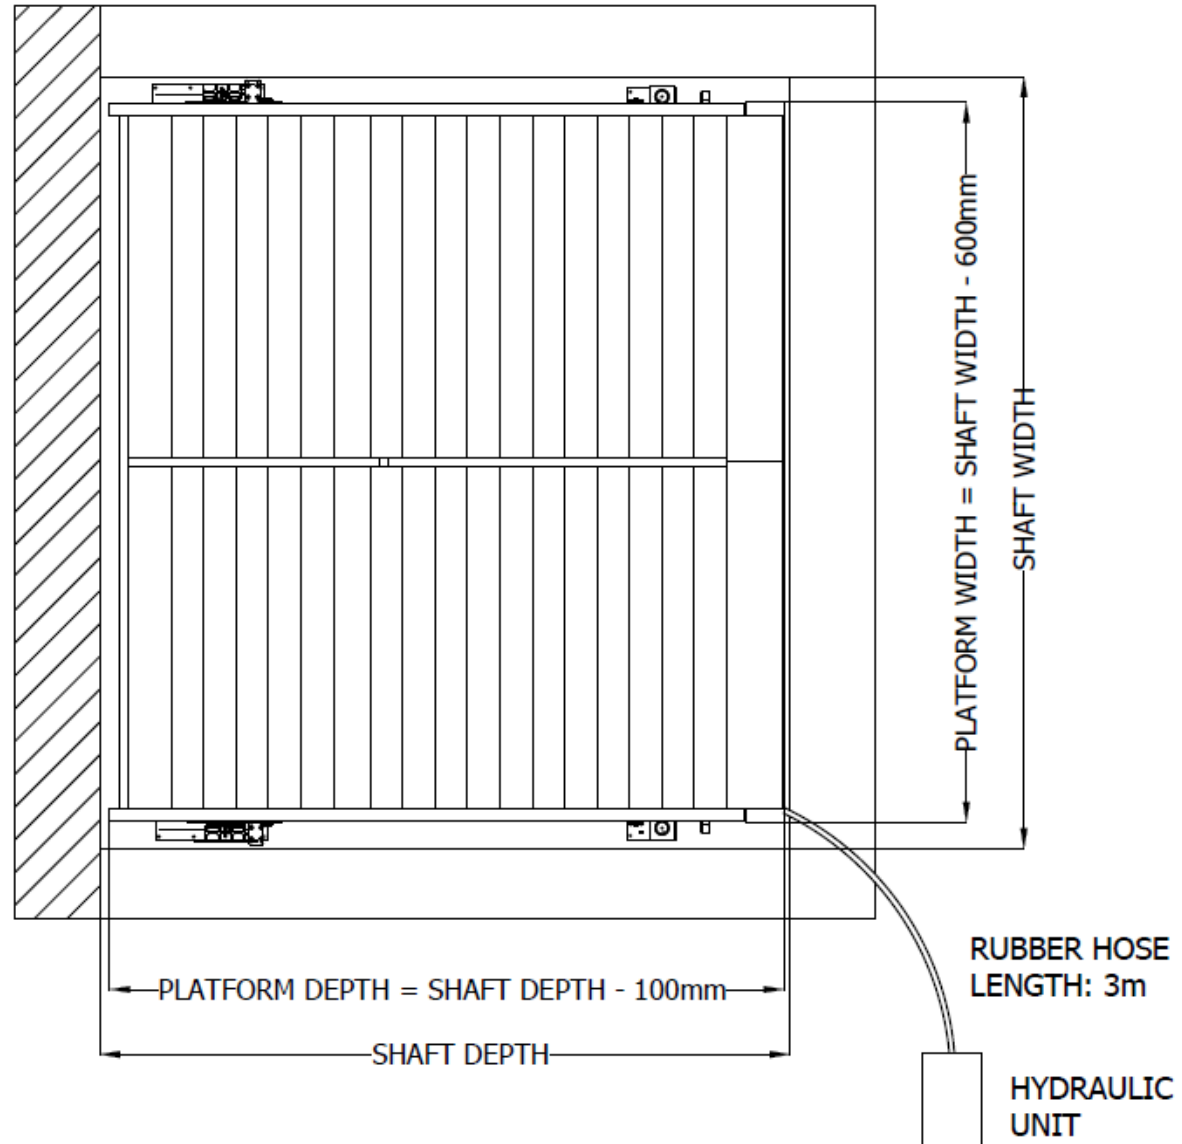 PLATFORM WIDTH = SHAFT WIDTH - 600mm
SHAFT WIDTH
RUBBER HOSE
LENGTH: 3m
PLATFORM DEPTH = SHAFT DEPTH - 100mm
SHAFT DEPTH
HYDRAULIC
UNIT